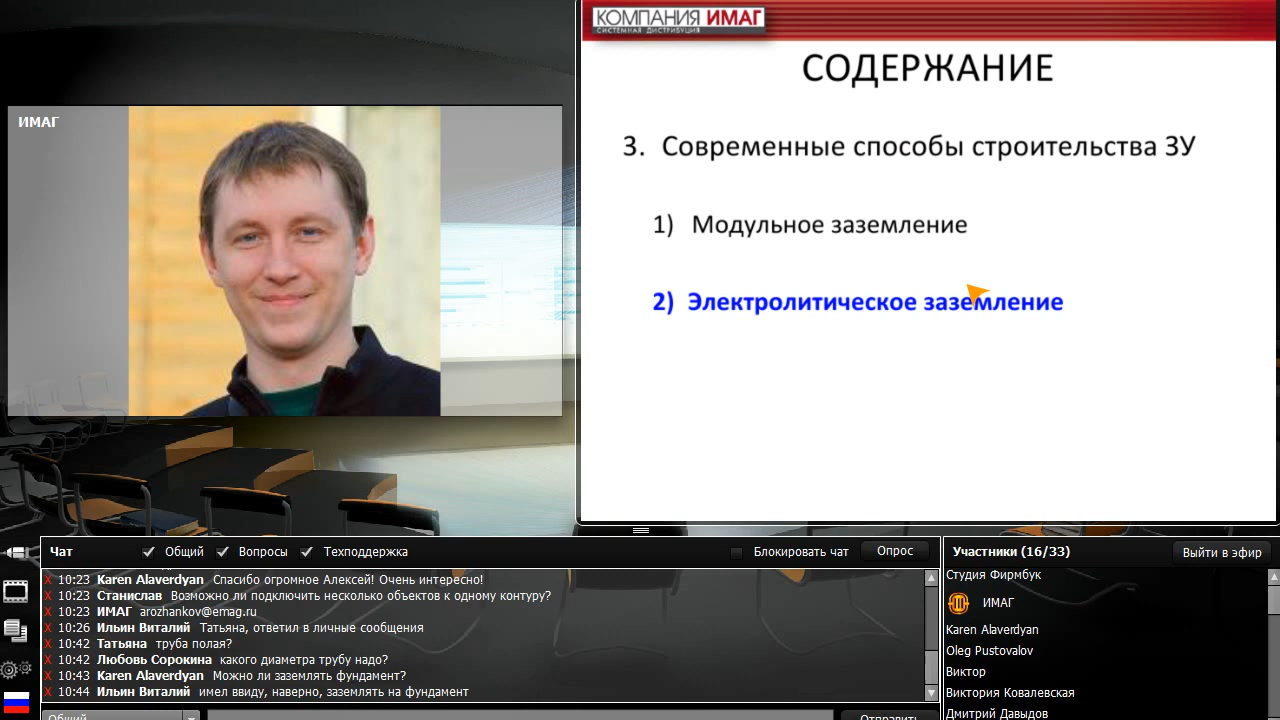 ИМАГ
КОМПАНИЯ ИМАГ
СИСТЕМНАЯ ДИСТРИБУЦИЯ
СОДЕРЖАНИЕ
3. Современные способы строительства ЗУ
1) Модульное заземление
2) Электролитическое заземление
Чат Общий Вопросы Техподдержка Блокировать чат Опрос
X 10:23 Karen Alaverdyan Спасибо огромное Алексей! Очень интересно!
X 10:23 Станислав Возможно ли подключить несколько объектов к одному контуру?
X 10:23 ИМАГ arozhankov@emag.ru
X 10:26 Ильин Виталий Татьяна, ответил в личные сообщения
X 10:42 Татьяна труба полая?
X 10:42 Любовь Сорокина какого диаметра трубу надо?
X 10:43 Karen Alaverdyan Можно ли заземлять фундамент?
X 10:44 Ильин Виталий имел ввиду, наверно, заземлять на фундамент
Общий Отправить
Участники (16/33) Выйти в эфир
Студия Фирмбук
ИМАГ
Karen Alaverdyan
Oleg Pustovalov
Виктор
Виктория Ковалевская
Дмитрий Давыдов